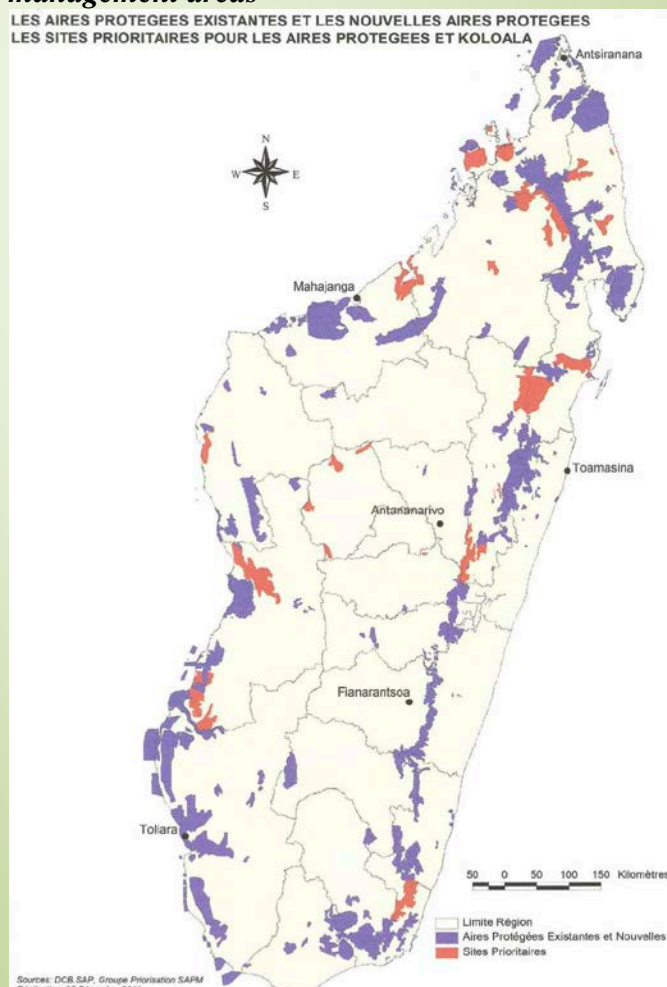 management areas
LES AIRES PROTEGEES EXISTANTES ET LES NOUVELLES AIRES PROTEGEES
LES SITES PRIORITAIRES POUR LES AIRES PROTEGEES ET KOLOALA
Antsiranana
N
W E
S
Mahajanga
Toamasina
Antananarivo
Fianarantsoa
Toliara
50 0 50 100 150 Kilomètres
Limite Région
Aires Protégées Existantes et Nouvelles
Sites Prioritaires
Sources: DCB.SAP, Groupe Priorisation SAPM